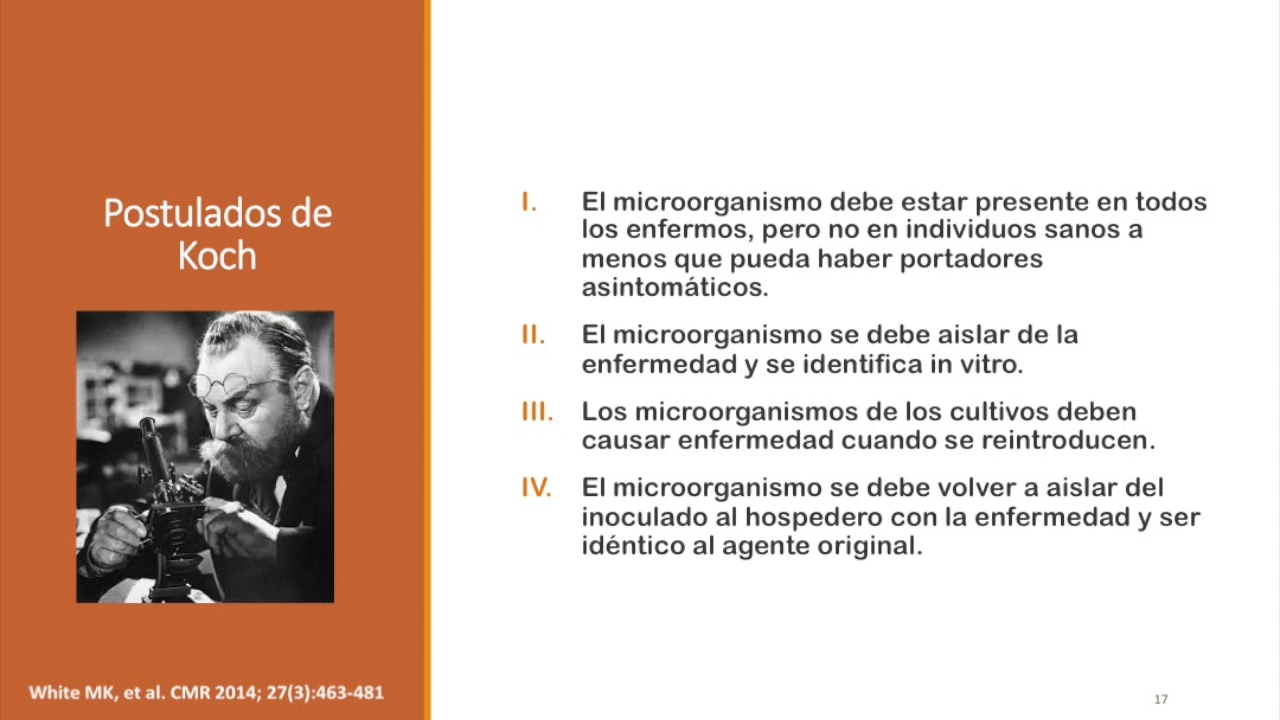 Postulados de
Koch
White MK, et al. CMR 2014; 27(3):463-481
I. El microorganismo debe estar presente en todos
los enfermos, pero no en individuos sanos a
menos que pueda haber portadores
asintomáticos.
II. El microorganismo se debe aislar de la
enfermedad y se identifica in vitro.
III. Los microorganismos de los cultivos deben
causar enfermedad cuando se reintroducen.
IV. El microorganismo se debe volver a aislar del
inoculado al hospedero con la enfermedad y ser
idéntico al agente original.
17